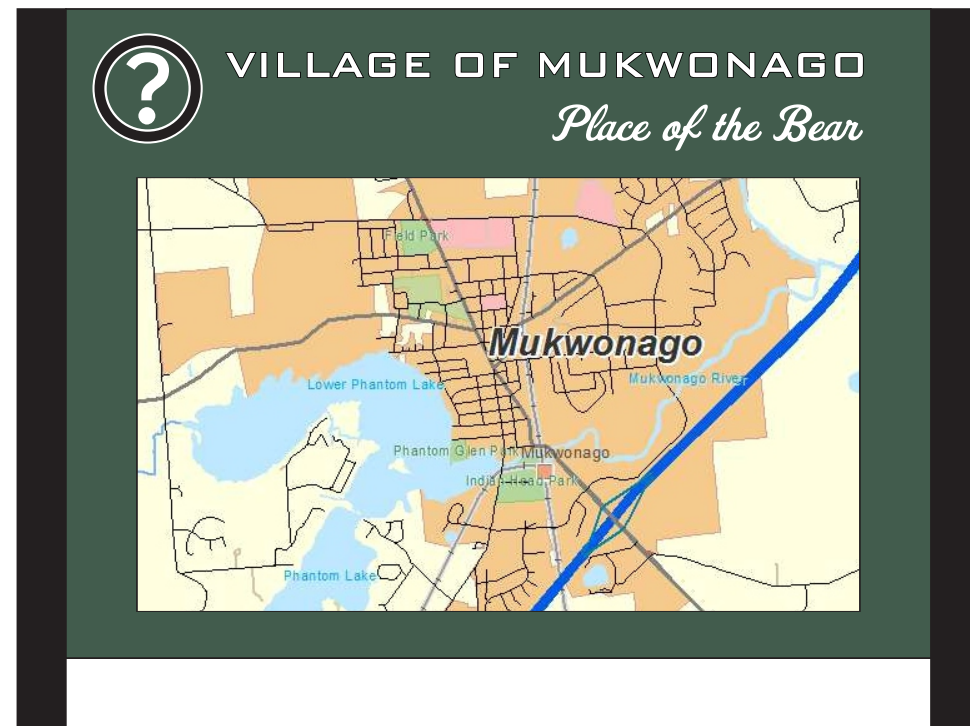 ?
VILLAGE OF MUKWONAGO
Place of the Bear
Field Park
Mukwonago
Lower Phantom Lake
Mukwonago River
Phantom Glen Park
Mukwonago
Indian Head Park
Phantom Lake